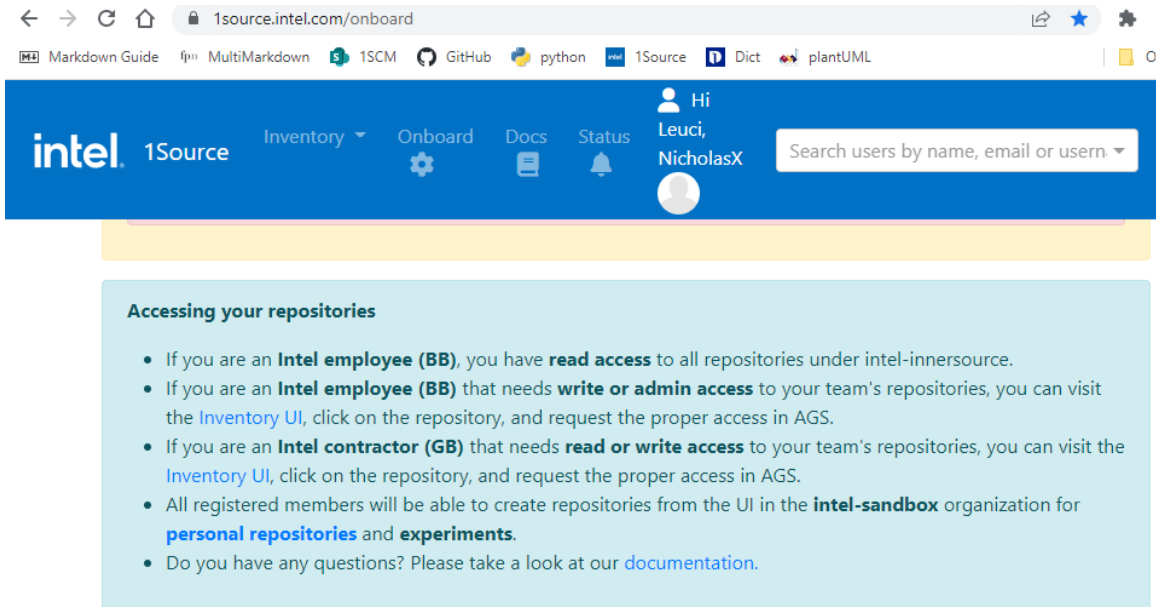 1source.intel.com/onboard
Markdown Guide MultiMarkdown 1SCM GitHub python 1Source Dict plantUML O
intel. 1Source Inventory Onboard Docs Status
Hi
Leuci,
NicholasX
Search users by name, email or usern
Accessing your repositories
• If you are an Intel employee (BB), you have read access to all repositories under intel-innersource.
• If you are an Intel employee (BB) that needs write or admin access to your team's repositories, you can visit
the Inventory UI, click on the repository, and request the proper access in AGS.
• If you are an Intel contractor (GB) that needs read or write access to your team's repositories, you can visit the
Inventory UI, click on the repository, and request the proper access in AGS.
• All registered members will be able to create repositories from the UI in the intel-sandbox organization for
personal repositories and experiments.
• Do you have any questions? Please take a look at our documentation.